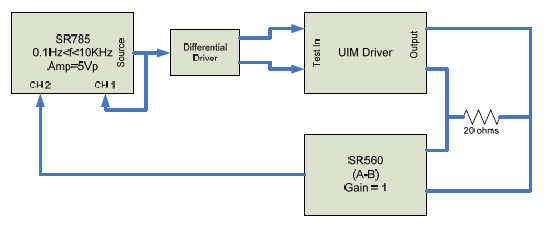 SR785
0.1Hz<f<10KHz
Amp=5Vp
Source
CH2
CH1
Differential
Driver
Test In
UIM Driver
Output
20 ohms
SR560
(A-B)
Gain = 1